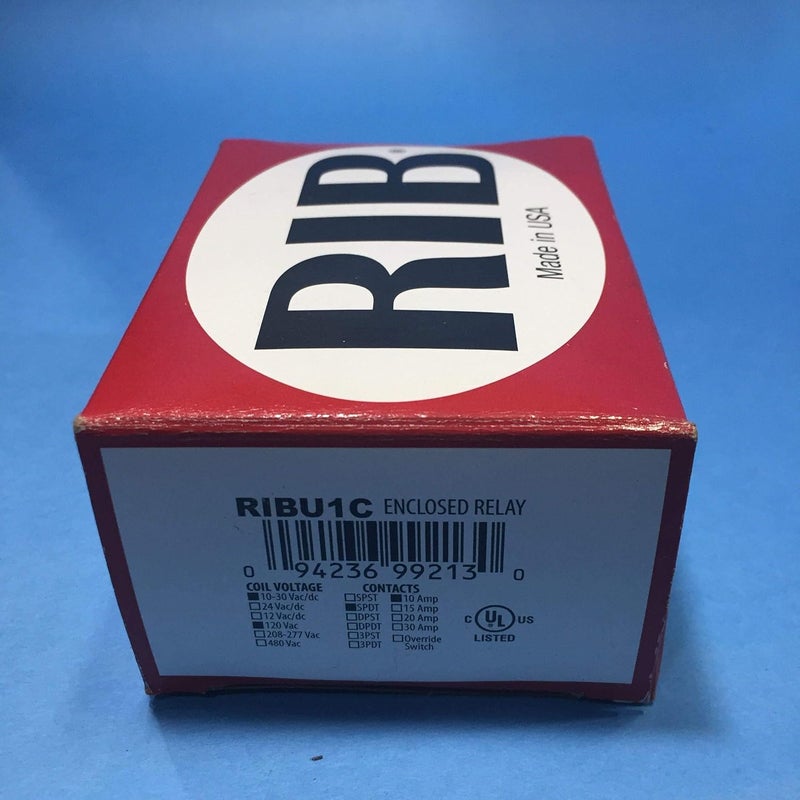 RIB®
Made in USA
RIBU1C ENCLOSED RELAY
0 94236 99213 0
COIL VOLTAGE CONTACTS
10-30 Vac/dc SPST 10 Amp
24 Vac/dc SPDT 15 Amp
12 Vac/dc DPST 20 Amp
120 Vac DPDT 30 Amp
208-277 Vac 3PST Override
480 Vac 3PDT Switch
C UL US
LISTED